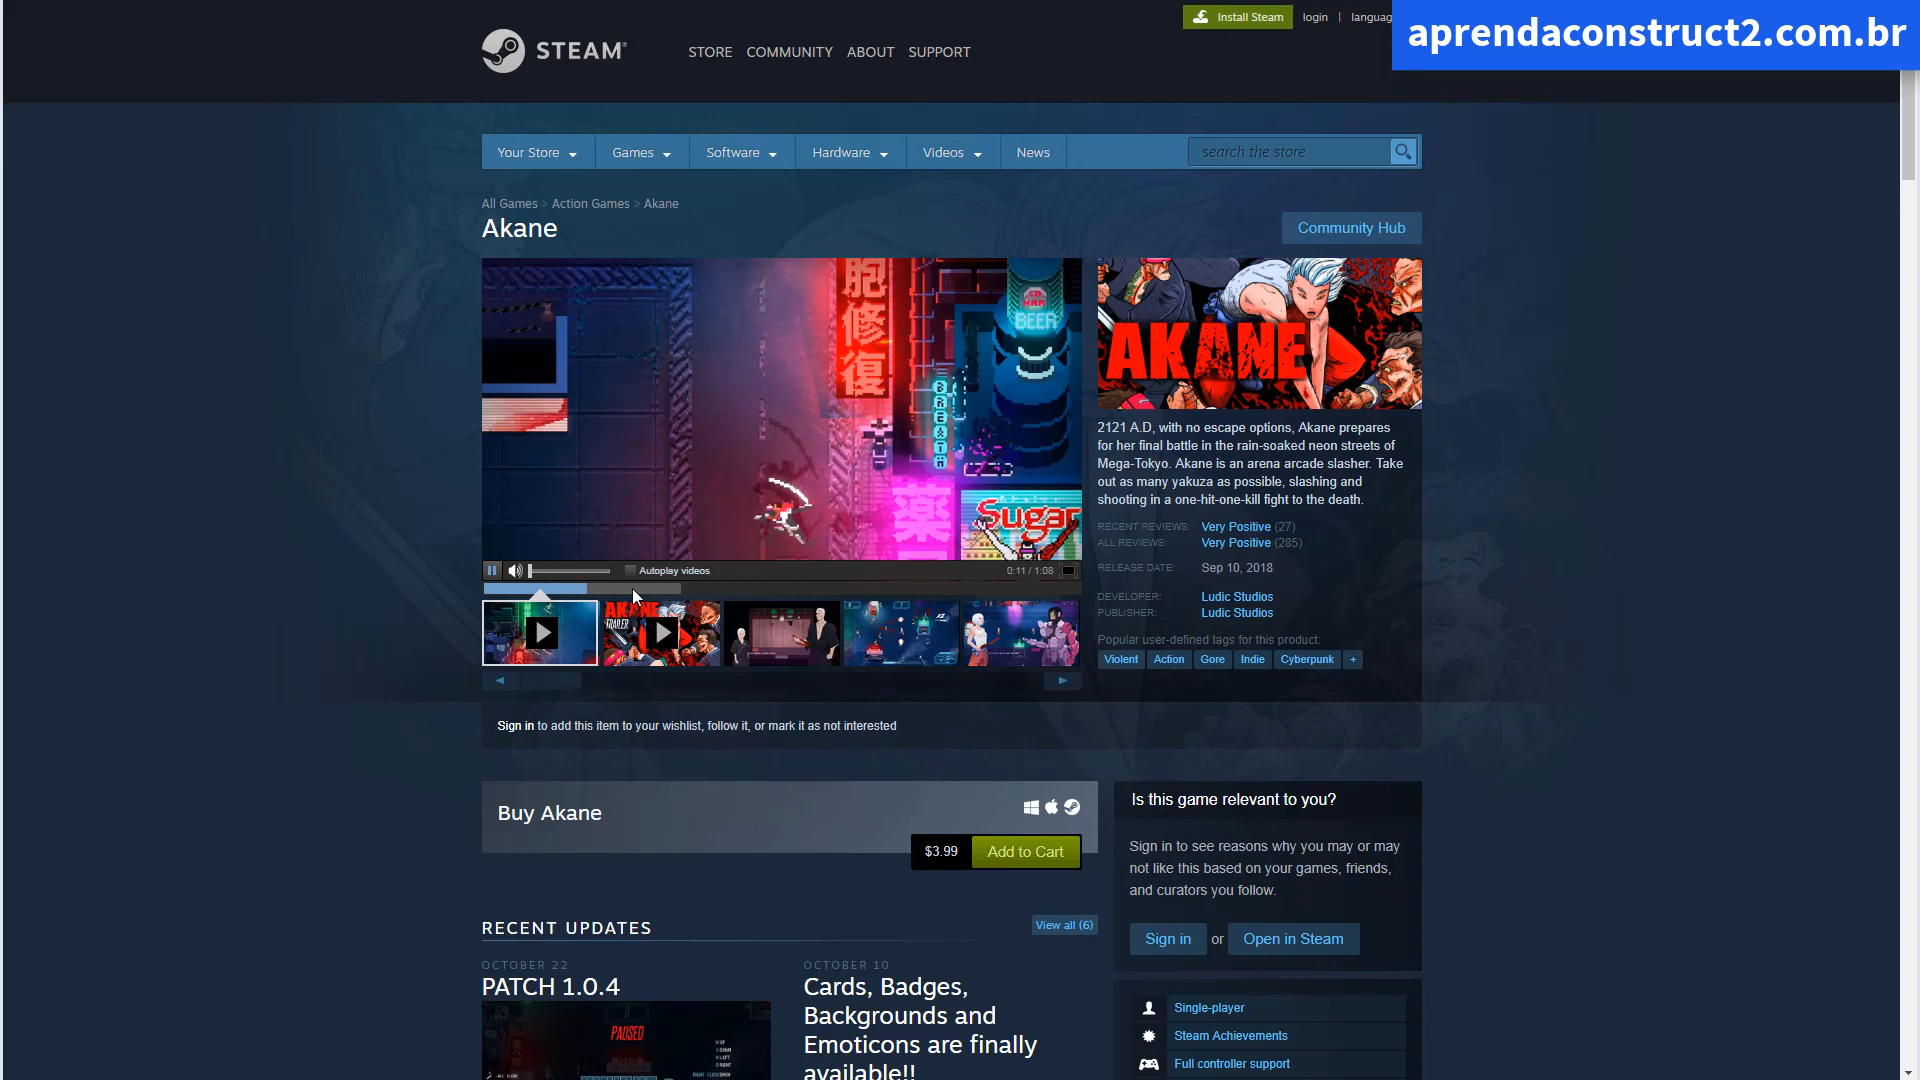 Install Steam
login
|
languag
aprendaconstruct2.com.br
STEAM®
STORE
COMMUNITY
ABOUT
SUPPORT
Your Store
Games
Software
Hardware
Videos
News
search the store
All Games > Action Games > Akane
Akane
Community Hub
胞
修
復
BEER
薬
Sugar
AKANE
2121 A.D, with no escape options, Akane prepares
for her final battle in the rain-soaked neon streets of
Mega-Tokyo. Akane is an arena arcade slasher. Take
out as many yakuza as possible, slashing and
shooting in a one-hit-one-kill fight to the death.
RECENT REVIEWS: Very Positive (27)
ALL REVIEWS: Very Positive (285)
RELEASE DATE: Sep 10, 2018
DEVELOPER: Ludic Studios
PUBLISHER: Ludic Studios
Popular user-defined tags for this product:
Violent
Action
Gore
Indie
Cyberpunk
+
Autoplay videos
0:11 / 1:08
AKANE
TRAILER
Sign in to add this item to your wishlist, follow it, or mark it as not interested
Buy Akane
$3.99
Add to Cart
Is this game relevant to you?
Sign in to see reasons why you may or may
not like this based on your games, friends,
and curators you follow.
Sign in
or
Open in Steam
RECENT UPDATES
View all (6)
OCTOBER 22
PATCH 1.0.4
PAUSED
OCTOBER 10
Cards, Badges,
Backgrounds and
Emoticons are finally
available!!
Single-player
Steam Achievements
Full controller support